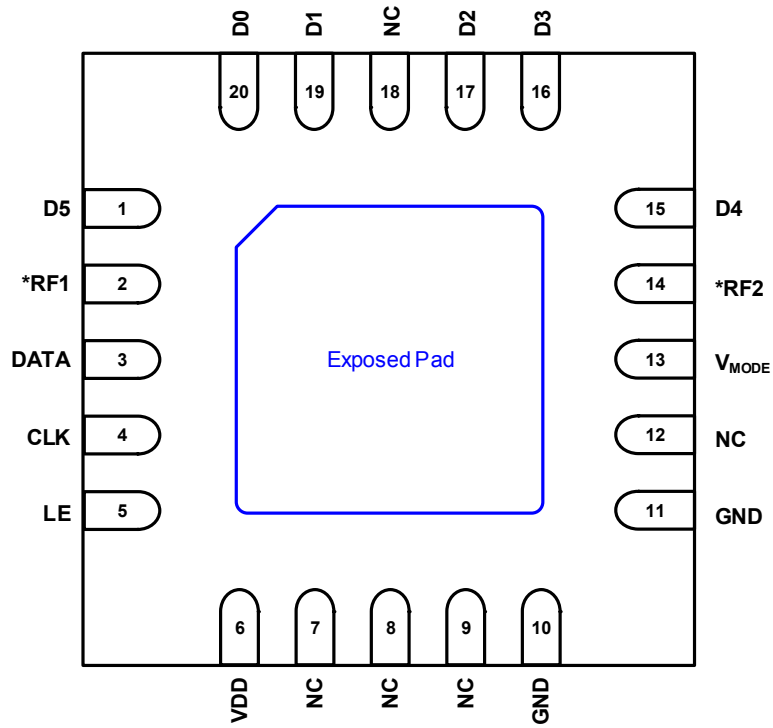 D0 D1 NC D2 D3
20 19 18 17 16
D5 1 15 D4
*RF1 2 14 *RF2
DATA 3 Exposed Pad 13 VMODE
CLK 4 12 NC
LE 5 11 GND
6 7 8 9 10
VDD NC NC NC GND